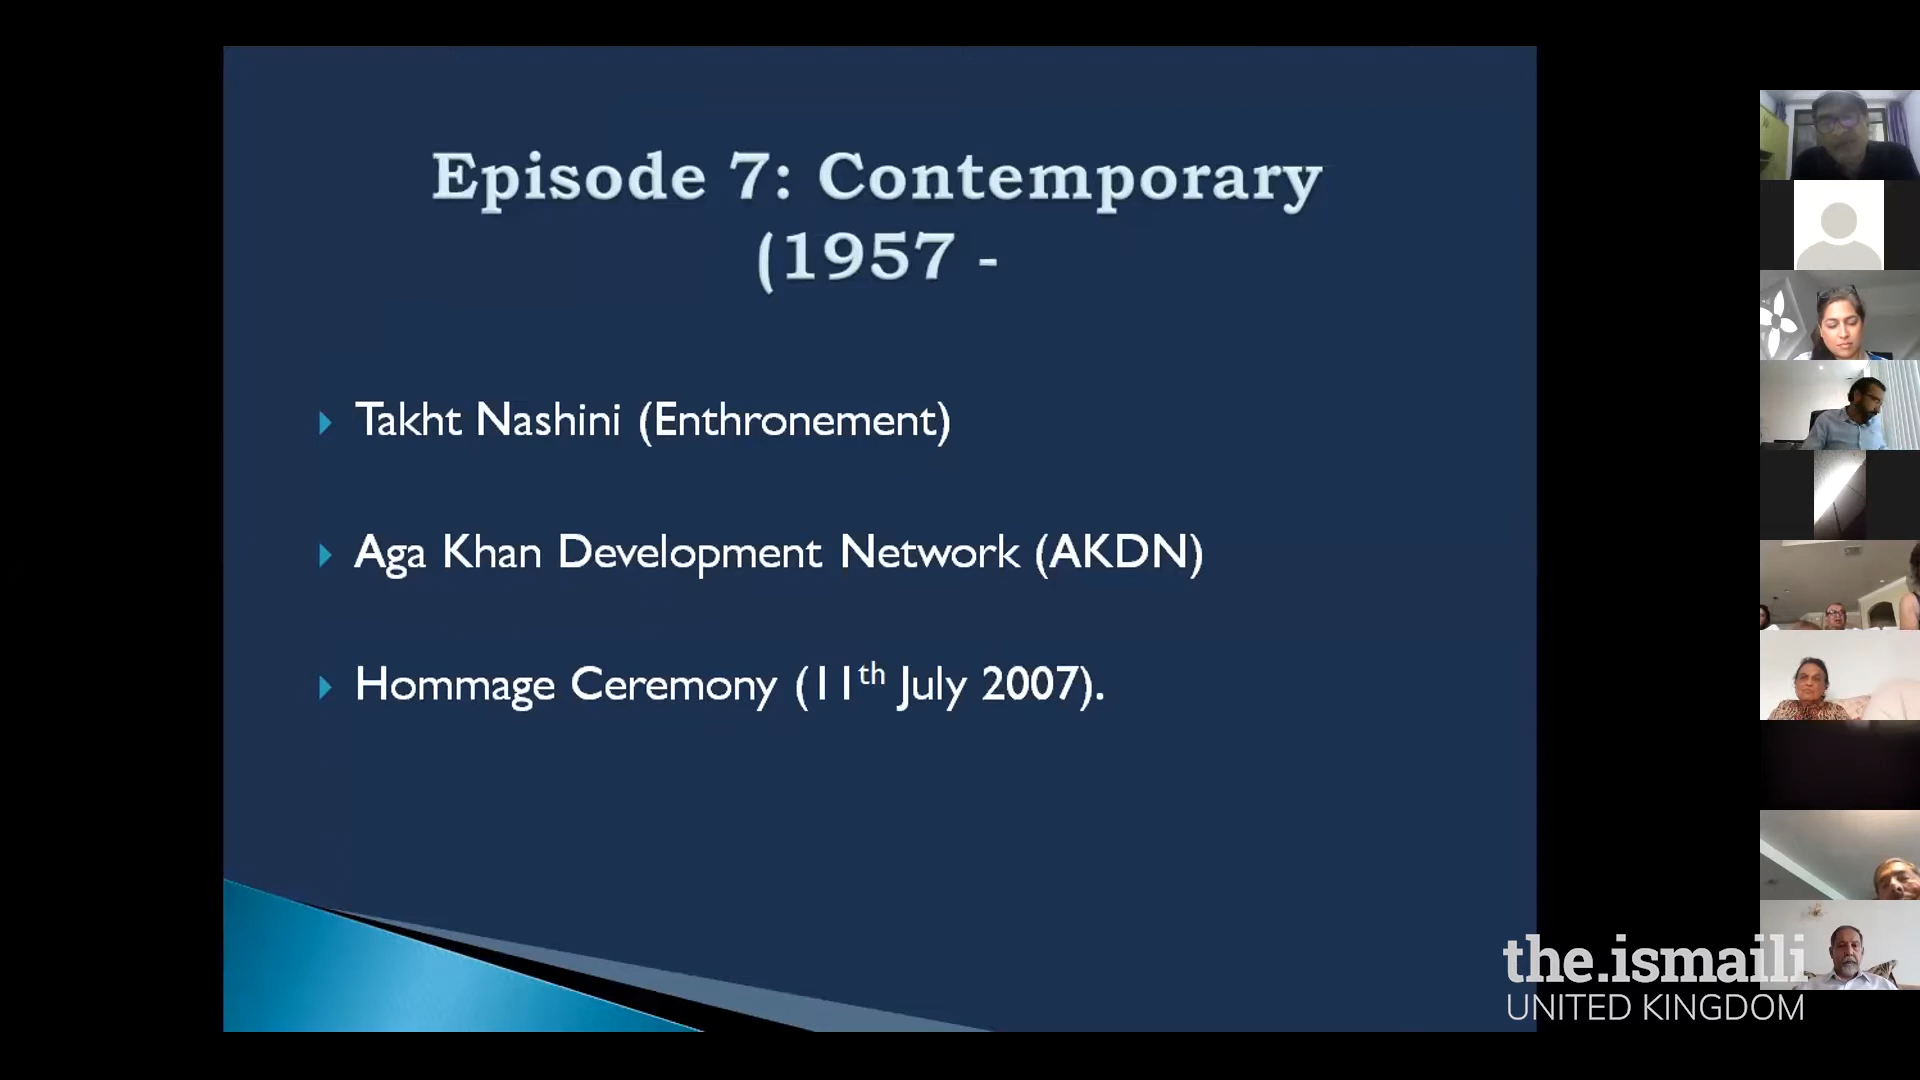 Episode 7: Contemporary
(1957 -
Takht Nashini (Enthronement)
Aga Khan Development Network (AKDN)
Hommage Ceremony (11th July 2007).
the.ismaili
UNITED KINGDOM